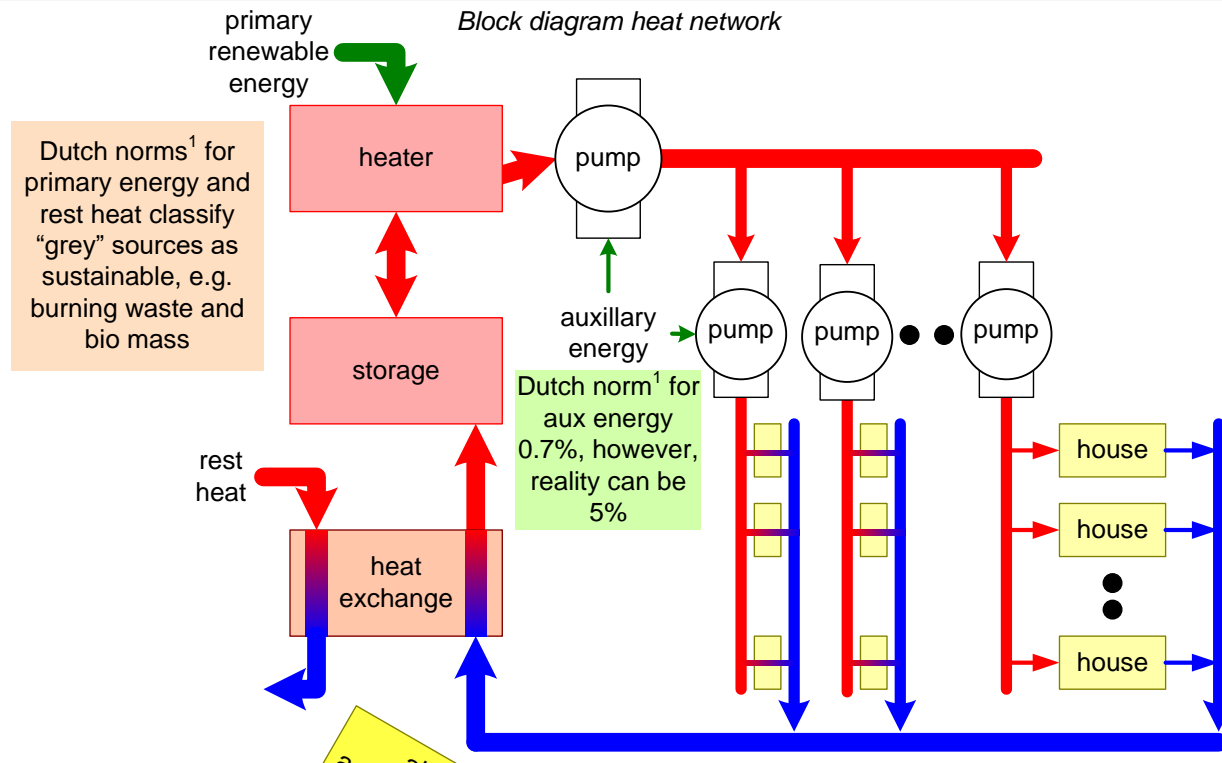 Block diagram heat network
primary
renewable
energy
Dutch norms¹ for
primary energy and
rest heat classify
“grey” sources as
sustainable, e.g.
burning waste and
bio mass
heater
pump
storage
auxillary
energy
pump
pump
pump
Dutch norm¹ for
aux energy
0.7%, however,
reality can be
5%
rest
heat
heat
exchange
house
house
house